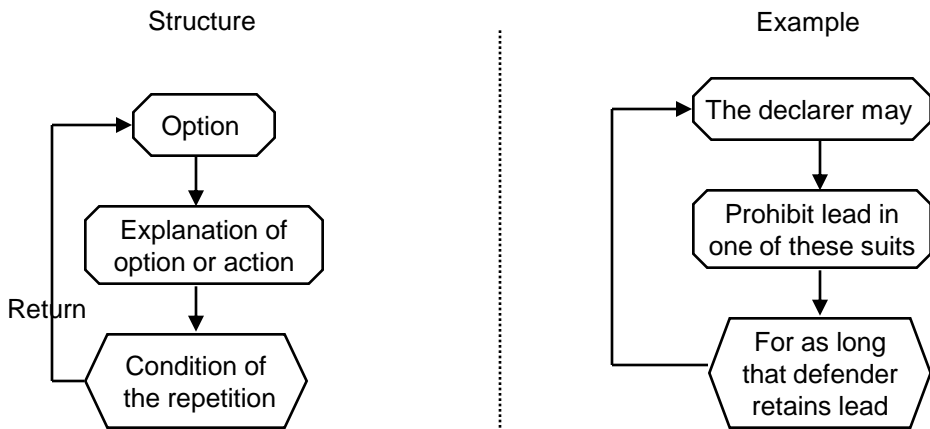 Structure
Option
Explanation of
option or action
Return
Condition of
the repetition
Example
The declarer may
Prohibit lead in
one of these suits
For as long
that defender
retains lead